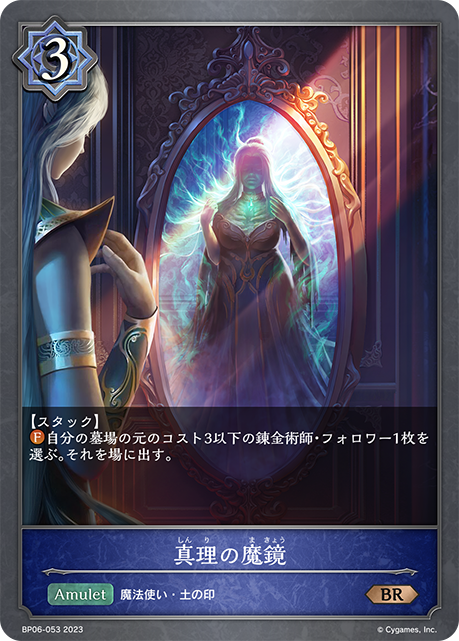 3
【スタック】
F自分の墓場の元のコスト3以下の錬金術師・フォロワー1枚を
選ぶ。それを場に出す。
しんり まきょう
真理の魔鏡
Amulet 魔法使い・土の印 BR
BP06-053 2023 © Cygames, Inc.